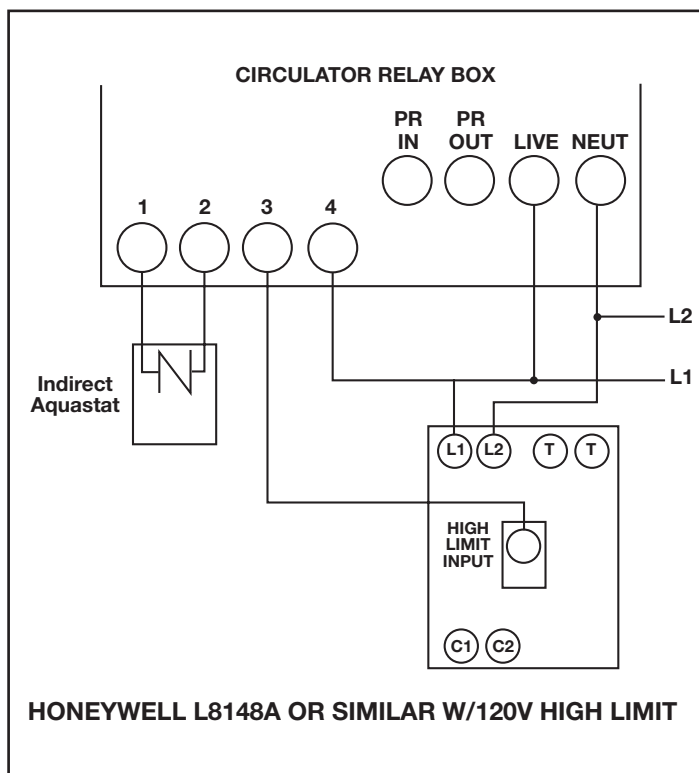 CIRCULATOR RELAY BOX
PR IN
PR OUT
LIVE
NEUT
1 2 3 4
L2
L1
Indirect
Aquastat
L1 L2 T T
HIGH
LIMIT
INPUT
C1 C2
HONEYWELL L8148A OR SIMILAR W/120V HIGH LIMIT